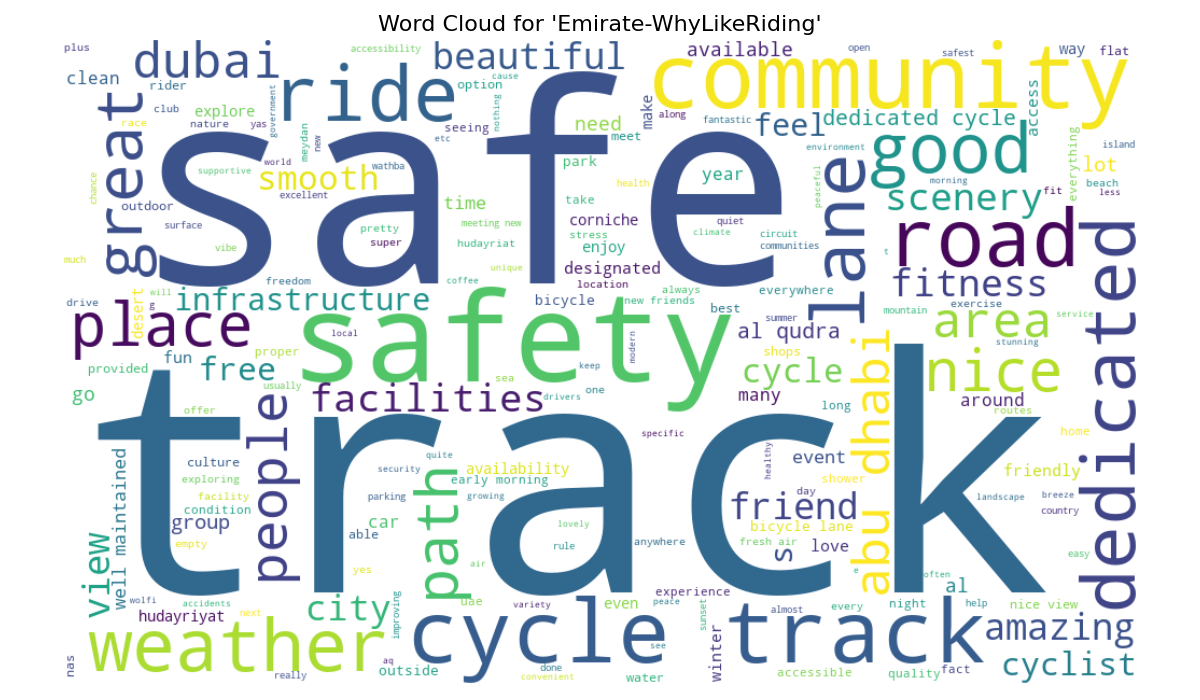 Word Cloud for 'Emirate-WhyLikeRiding'
plus
dubai
accessibility
beautiful
available
open
safest
way
flat
clean
rider
ride
option
cause
community
club
explore
government
nothing
seeing
need
make
along
fantastic
feel
dedicated cycle
access
race
nature
yas
meydan
new
etc
meet
environment
good
everything
island
great
safe
world
wathba
supportive
smooth
park
health
year
peaceful
lane
morning
lot
beach
fit
less
chance
outdoor
excellent
time
take
scenery
surface
pretty
super
meeting new
corniche
quiet
circuit
road
dedicated
vibe
hudayriat
stress
enjoy
climate
communities
t
much
freedom
coffee
unique
designated
location
fitness
mountain
desert
will
g
infrastructure
bicycle
always
new friends
everywhere
best
summer
exercise
service
drive
place
local
safety
modern
al qudra
area
stunning
fun
proper
free
sea
keep
shops
cycle
nice
provided
usually
one
drivers
go
facilities
many
long
around
routes
offer
people
track
specific
abu dhabi
home
well maintained
culture
exploring
facility
condition
security
quite
availability
early morning
growing
healthy
event
shower
friendly
day
landscape
breeze
country
view
group
empty
parking
car
able
path
lovely
rule
air
anywhere
friend
bicycle lane
fresh air
s
love
easy
yes
e
often
al
wolfi
accidents
hudayriyat
next
city
improving
uae
variety
even
experience
peace
sunset
almost
every
night
help
nice view
weather
cycle track
amazing
nas
really
aq
outside
done
convenient
see
water
winter
accessible
quality
fact
cyclist